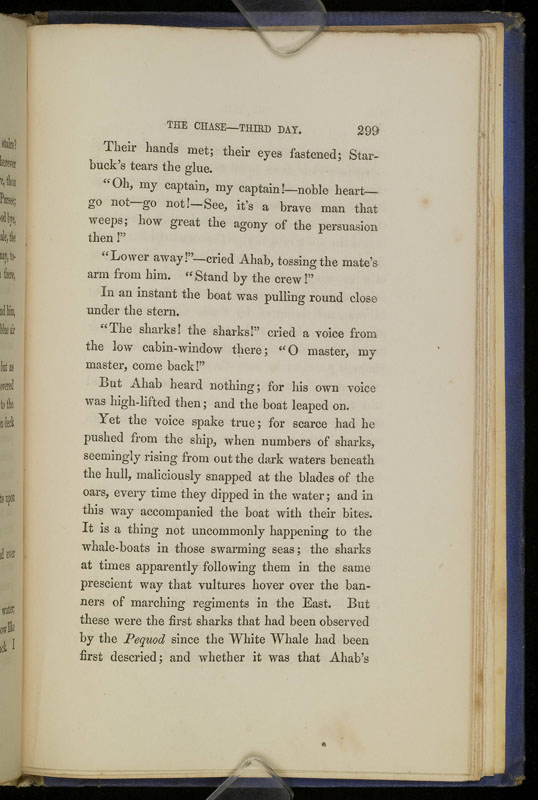 THE CHASE—THIRD DAY. 299
Their hands met; their eyes fastened; Star-
buck's tears the glue.
"Oh, my captain, my captain!—noble heart—
go not—go not!—See, it's a brave man that
weeps; how great the agony of the persuasion
then!"
"Lower away!"—cried Ahab, tossing the mate's
arm from him. "Stand by the crew!"
In an instant the boat was pulling round close
under the stern.
"The sharks! the sharks!" cried a voice from
the low cabin-window there; "O master, my
master, come back!"
But Ahab heard nothing; for his own voice
was high-lifted then; and the boat leaped on.
Yet the voice spake true; for scarce had he
pushed from the ship, when numbers of sharks,
seemingly rising from out the dark waters beneath
the hull, maliciously snapped at the blades of the
oars, every time they dipped in the water; and in
this way accompanied the boat with their bites.
It is a thing not uncommonly happening to the
whale-boats in those swarming seas; the sharks
at times apparently following them in the same
prescient way that vultures hover over the ban-
ners of marching regiments in the East. But
these were the first sharks that had been observed
by the Pequod since the White Whale had been
first descried; and whether it was that Ahab's